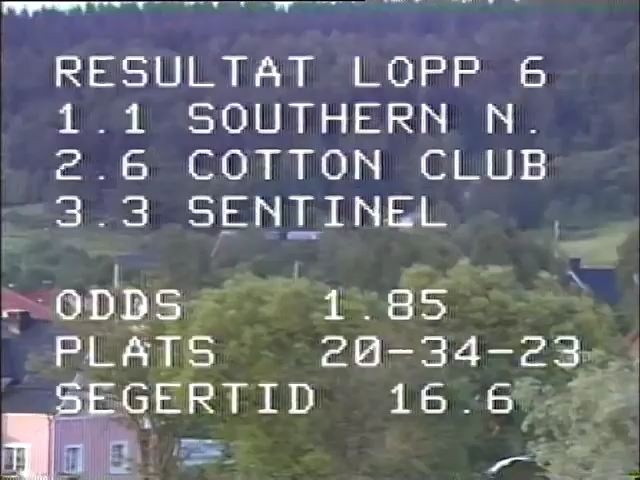 RESULTAT LOPP 6
1.1 SOUTHERN N.
2.6 COTTON CLUB
3.3 SENTINEL
ODDS 1.85
PLATS 20-34-23
SEGERTID 16.6